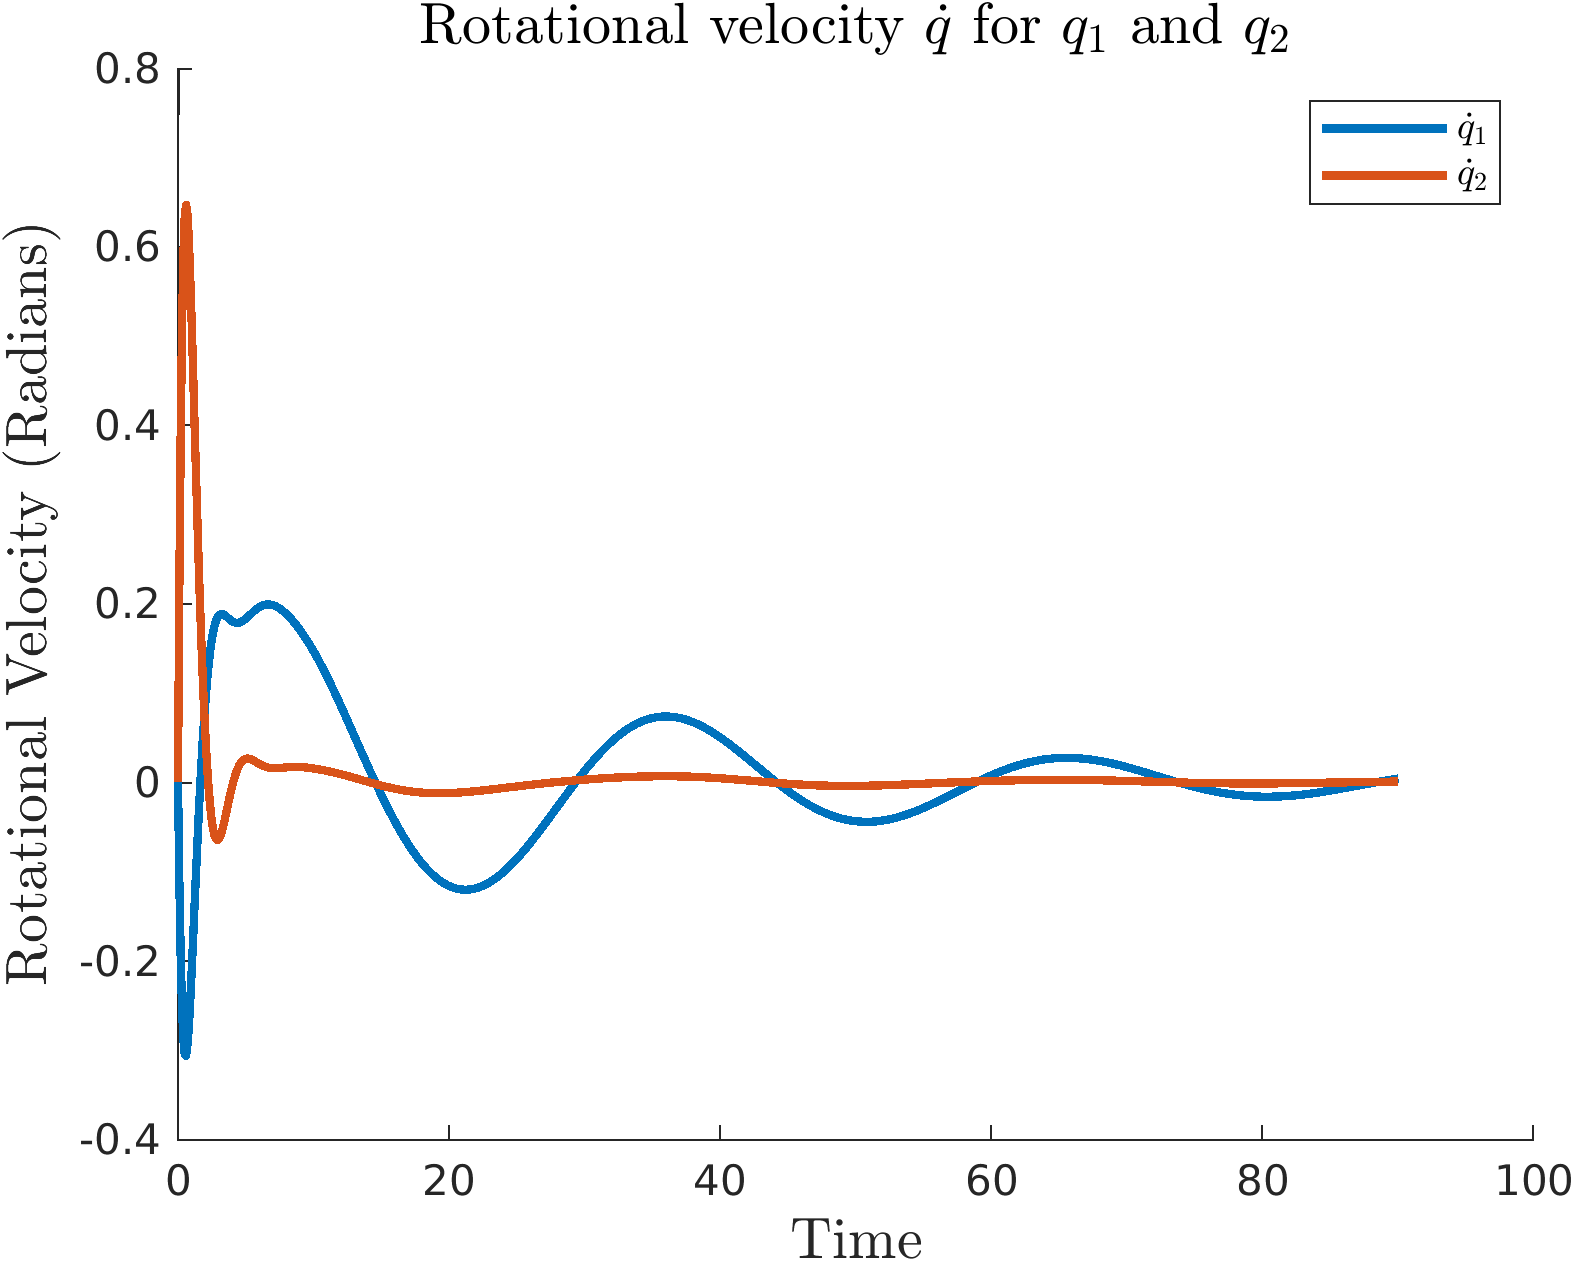 Rotational velocity q̇ for q₁ and q₂
0.8
0.6
0.4
0.2
0
-0.2
-0.4
Rotational Velocity (Radians)
q̇₁
q̇₂
0 20 40 60 80 100
Time